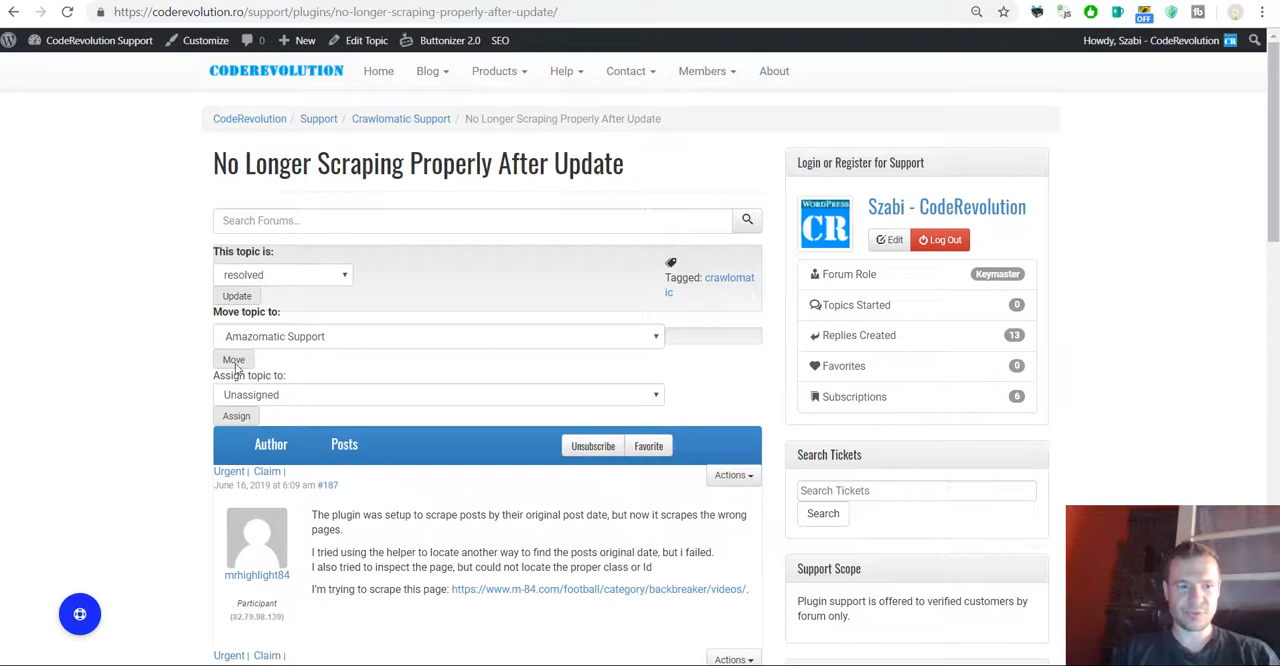 https://coderevolution.ro/support/plugins/no-longer-scraping-properly-after-update/
js
OFF
CodeRevolution Support
Customize
0
New
Edit Topic
Buttonizer 2.0
SEO
Howdy, Szabi - CodeRevolution
CR
CODEREVOLUTION
Home
Blog
Products
Help
Contact
Members
About
CodeRevolution / Support / Crawlomatic Support / No Longer Scraping Properly After Update
No Longer Scraping Properly After Update
Search Forums...
This topic is:
resolved
Update
Tagged: crawlomat
ic
Move topic to:
Amazomatic Support
Move
Assign topic to:
Unassigned
Assign
Author
Posts
Unsubscribe
Favorite
Urgent | Claim |
June 16, 2019 at 6:09 am #187
Actions
mrhighlight84
Participant
(82.79.98.139)
The plugin was setup to scrape posts by their original post date, but now it scrapes the wrong
pages.
I tried using the helper to locate another way to find the posts original date, but i failed.
I also tried to inspect the page, but could not locate the proper class or Id
I'm trying to scrape this page: https://www.m-84.com/football/category/backbreaker/videos/.
Urgent | Claim |
Actions
Login or Register for Support
WORDPRESS
CR
Szabi - CodeRevolution
Edit
Log Out
Forum Role
Keymaster
Topics Started
0
Replies Created
13
Favorites
0
Subscriptions
6
Search Tickets
Search Tickets
Search
Support Scope
Plugin support is offered to verified customers by
forum only.